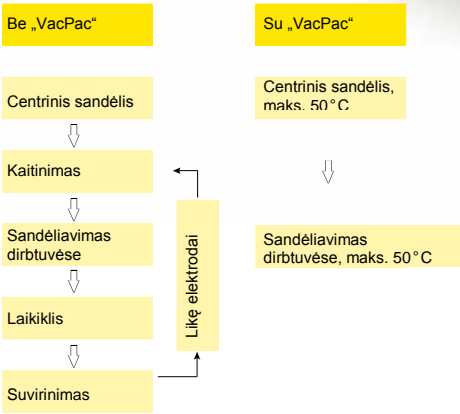 Be „VacPac“
Centrinis sandėlis
Kaitinimas
Sandėliavimas
dirbtuvėse
Laikiklis
Suvirinimas
Likę elektrodai
Su „VacPac“
Centrinis sandėlis,
maks. 50°C
Sandėliavimas
dirbtuvėse, maks. 50°C